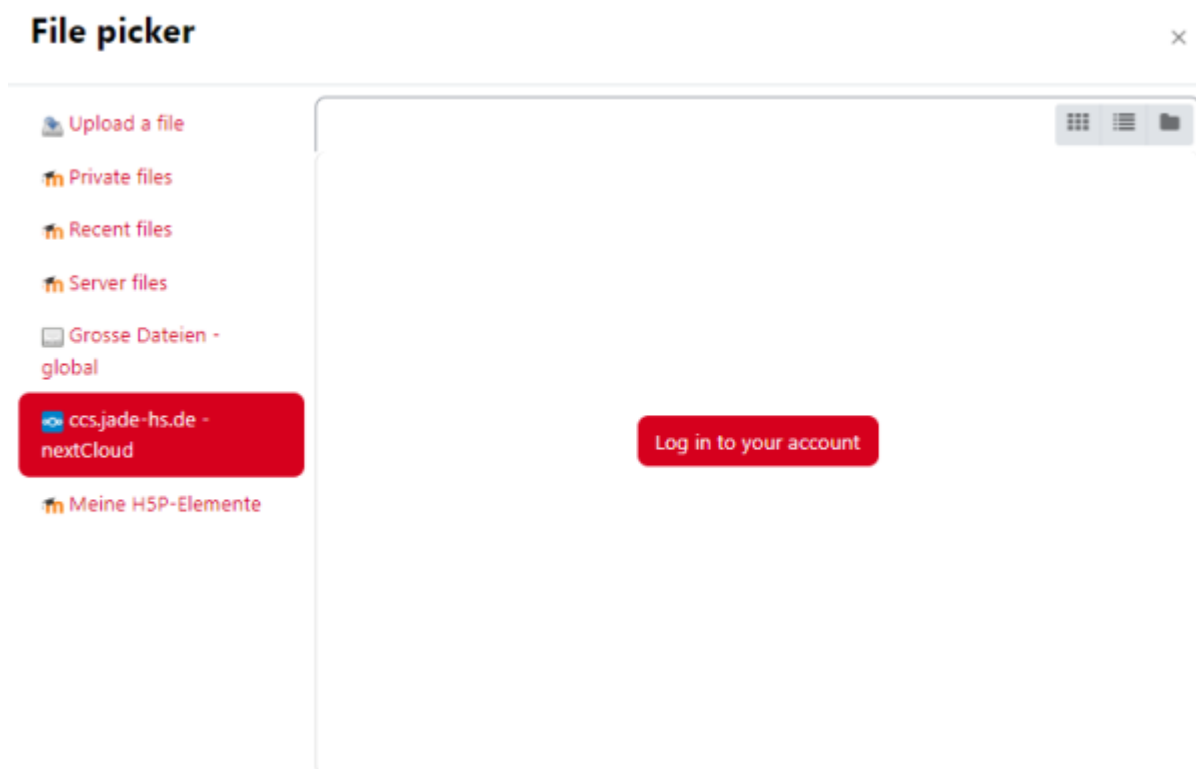 File picker
Upload a file
Private files
Recent files
Server files
Grosse Dateien -
global
ccs.jade-hs.de -
nextCloud
Meine H5P-Elemente
Log in to your account